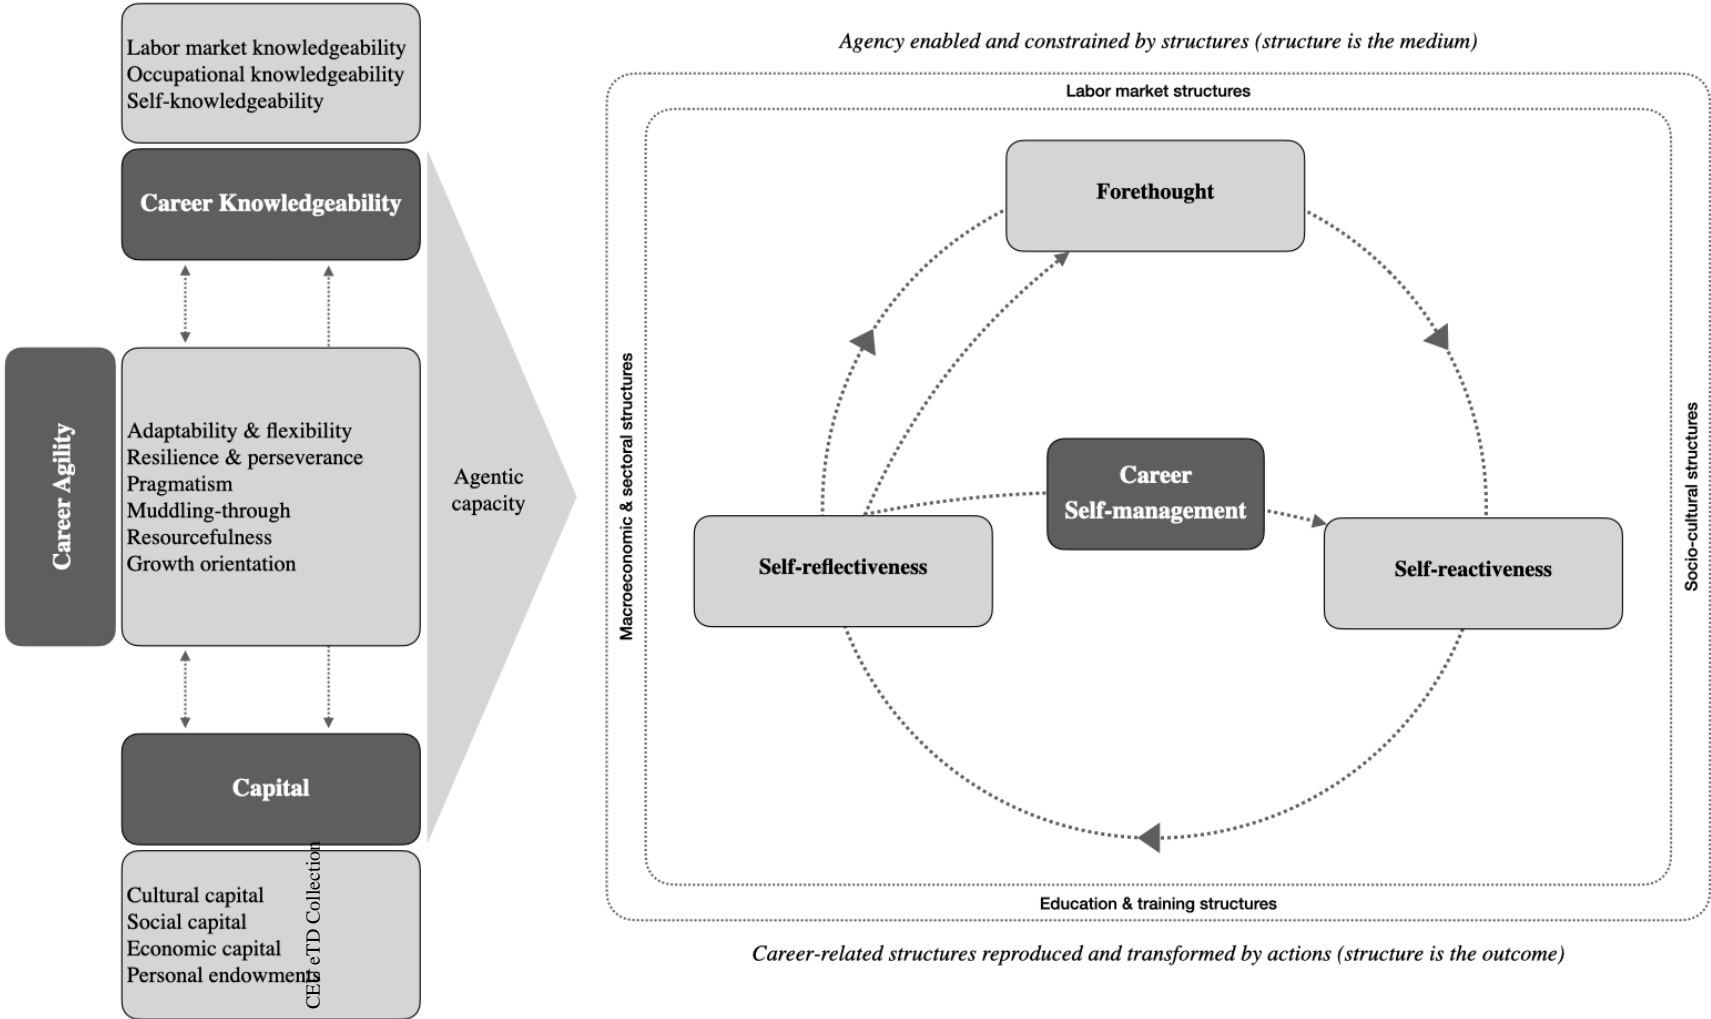 Labor market knowledgeability
Occupational knowledgeability
Self-knowledgeability
Career Knowledgeability
Career Agility
Adaptability & flexibility
Resilience & perseverance
Pragmatism
Muddling-through
Resourcefulness
Growth orientation
Capital
Cultural capital
Social capital
Economic capital
Personal endowments
CEU eTD Collection
Agentic
capacity
Agency enabled and constrained by structures (structure is the medium)
Labor market structures
Macroeconomic & sectoral structures
Forethought
Career
Self-management
Self-reflectiveness
Self-reactiveness
Socio-cultural structures
Education & training structures
Career-related structures reproduced and transformed by actions (structure is the outcome)